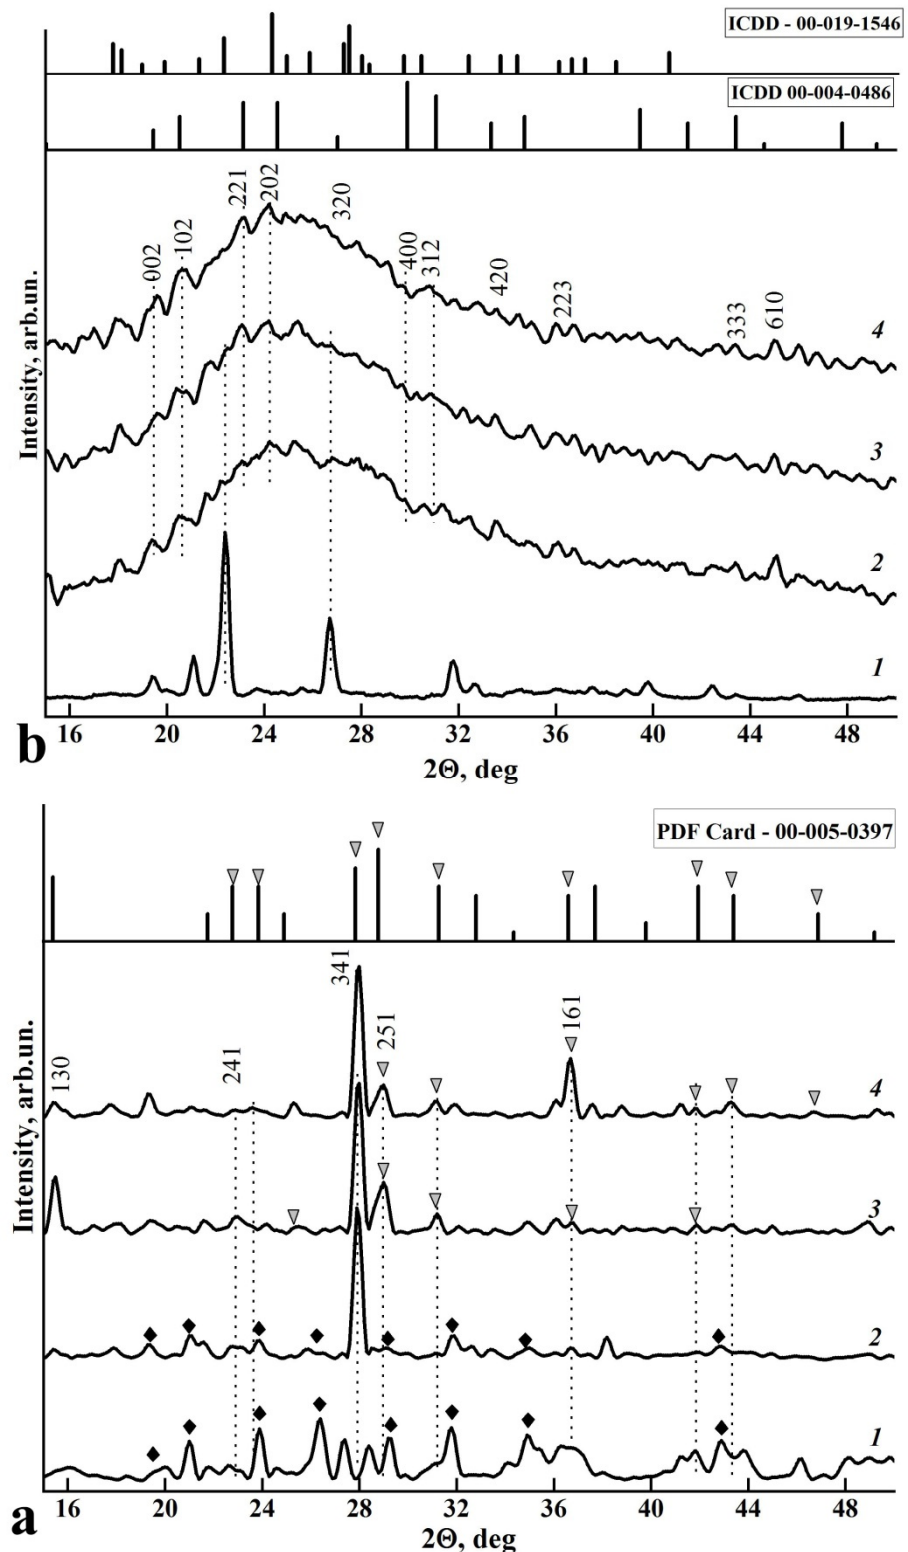 ICDD - 00-019-1546
ICDD 00-004-0486
Intensity, arb.un.
002
102
221
202
320
400
312
420
223
333
610
4
3
2
1
16 20 24 28 32 36 40 44 48
b
2Θ, deg
PDF Card - 00-005-0397
Intensity, arb.un.
130
241
341
251
161
4
3
2
1
16 20 24 28 32 36 40 44 48
a
2Θ, deg